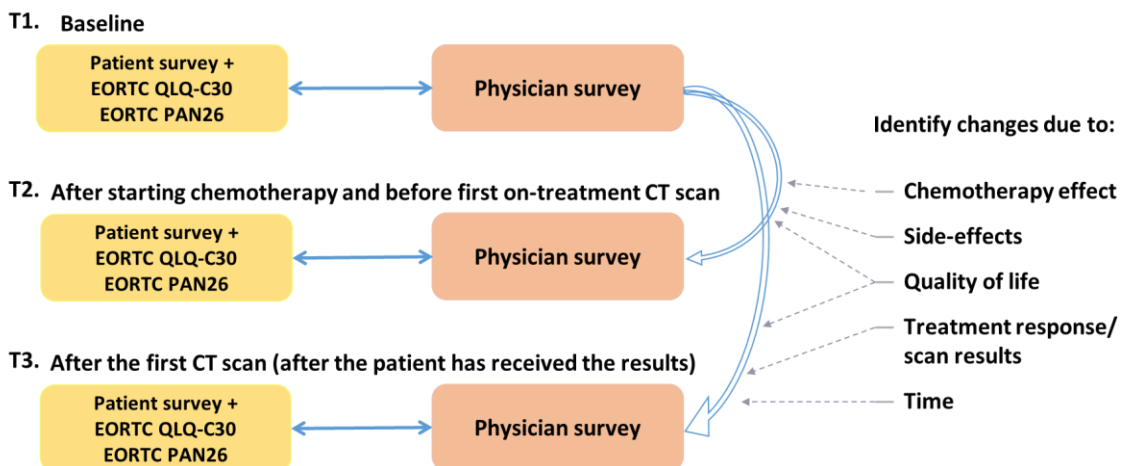 T1. Baseline
Patient survey +
EORTC QLQ-C30
EORTC PAN26
Physician survey
T2. After starting chemotherapy and before first on-treatment CT scan
Patient survey +
EORTC QLQ-C30
EORTC PAN26
Physician survey
T3. After the first CT scan (after the patient has received the results)
Patient survey +
EORTC QLQ-C30
EORTC PAN26
Physician survey
Identify changes due to:
Chemotherapy effect
Side-effects
Quality of life
Treatment response/
scan results
Time